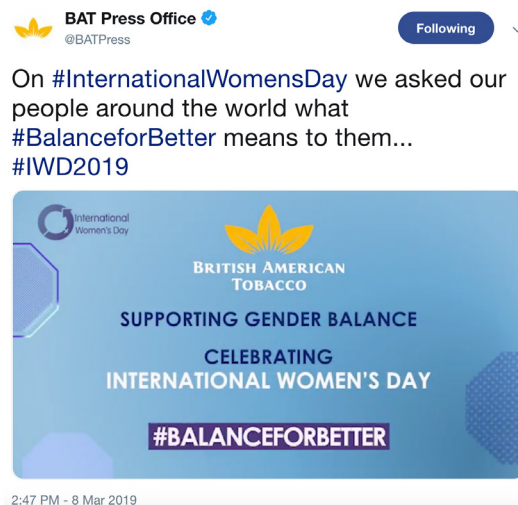 BAT Press Office
@BATPress
Following
On #InternationalWomensDay we asked our
people around the world what
#BalanceforBetter means to them...
#IWD2019
International
Women's Day
BRITISH AMERICAN
TOBACCO
SUPPORTING GENDER BALANCE
CELEBRATING
INTERNATIONAL WOMEN'S DAY
#BALANCEFORBETTER
2:47 PM - 8 Mar 2019